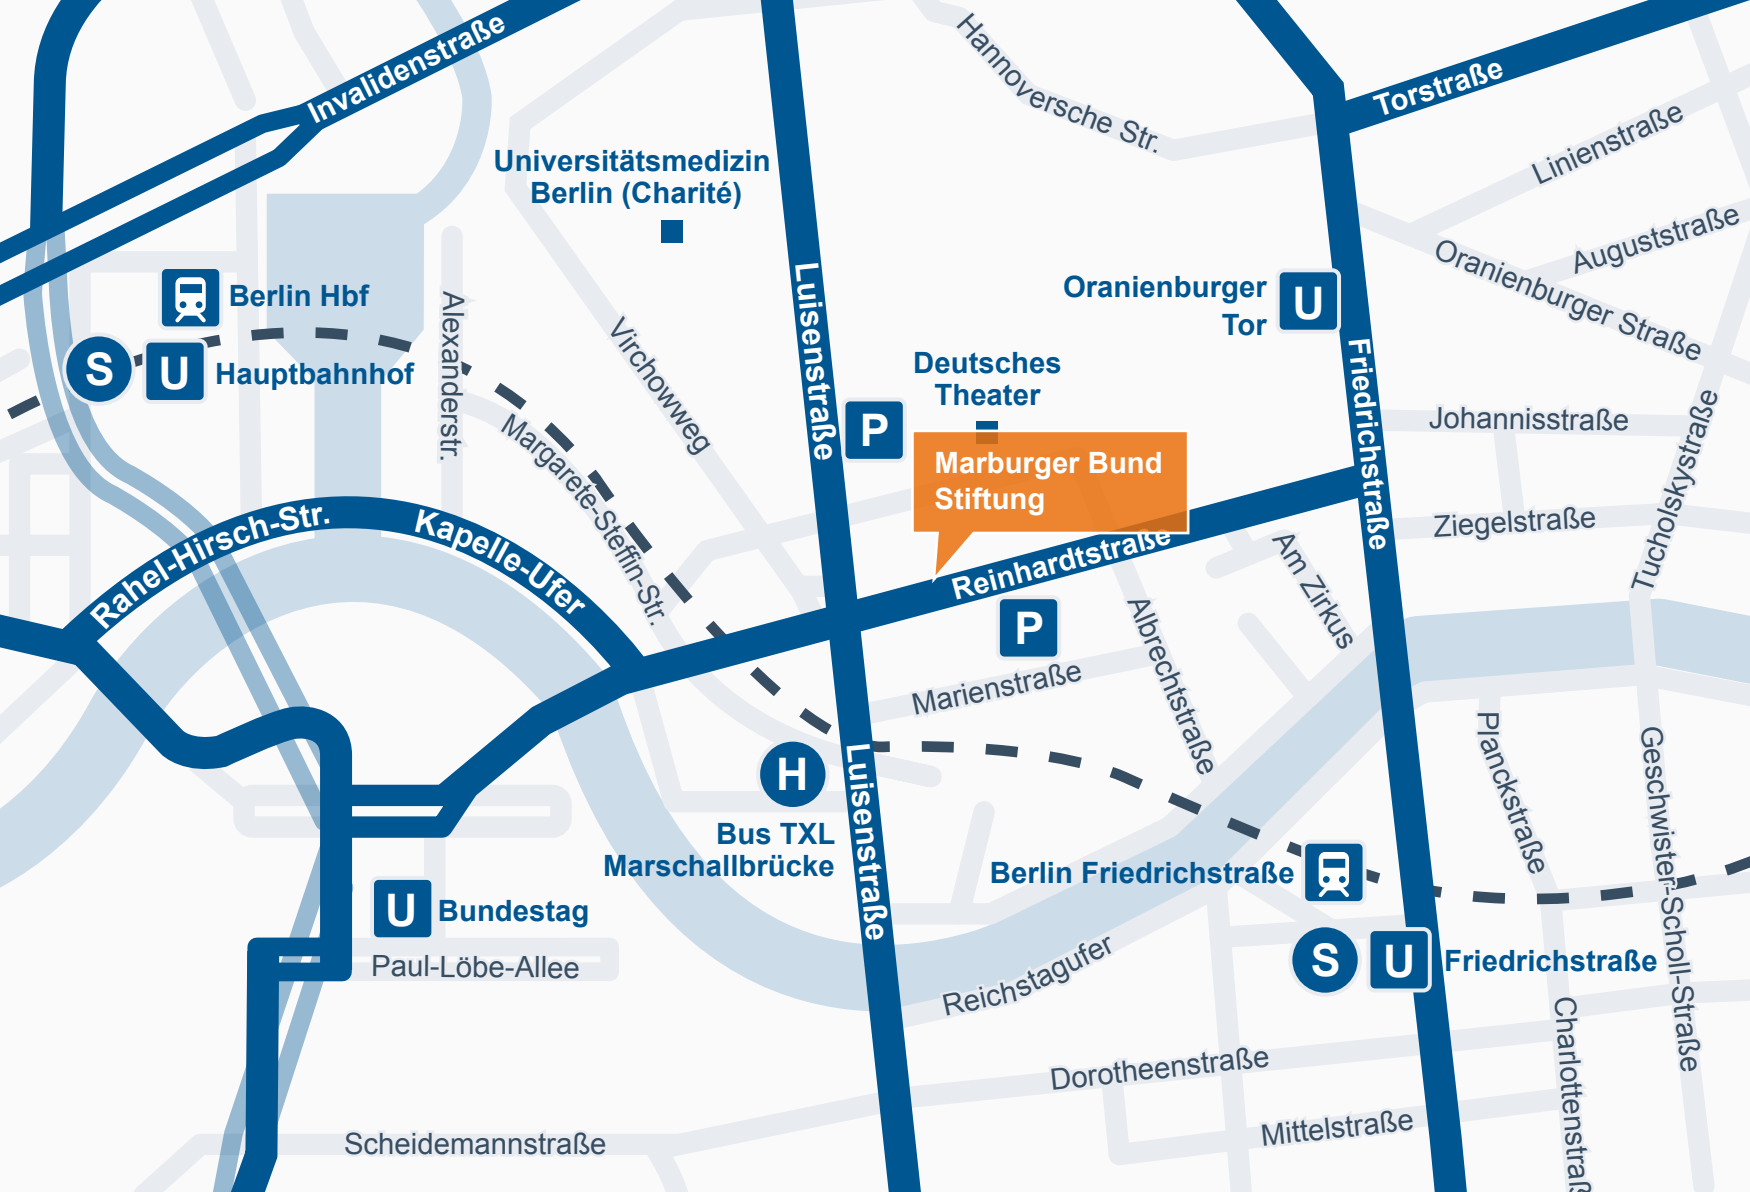 Invalidenstraße
Hannoversche Str.
Torstraße
Linienstraße
Universitätsmedizin
Berlin (Charité)
Auguststraße
Oranienburger Straße
Berlin Hbf
S
U
Hauptbahnhof
Alexanderstr.
Virchowweg
Luisenstraße
Oranienburger
Tor
U
Friedrichstraße
Deutsches
Theater
P
Marburger Bund
Stiftung
Johannisstraße
Tucholskystraße
Ziegelstraße
Margarete-Steffin-Str.
Rahel-Hirsch-Str.
Kapelle-Ufer
Reinhardtstraße
Am Zirkus
P
Albrechtstraße
Marienstraße
H
Bus TXL
Marschallbrücke
Luisenstraße
Planckstraße
Geschwister-Scholl-Straße
Berlin Friedrichstraße
U
Bundestag
Paul-Löbe-Allee
Reichstagufer
S
U
Friedrichstraße
Charlottenstraß
Dorotheenstraße
Mittelstraße
Scheidemannstraße